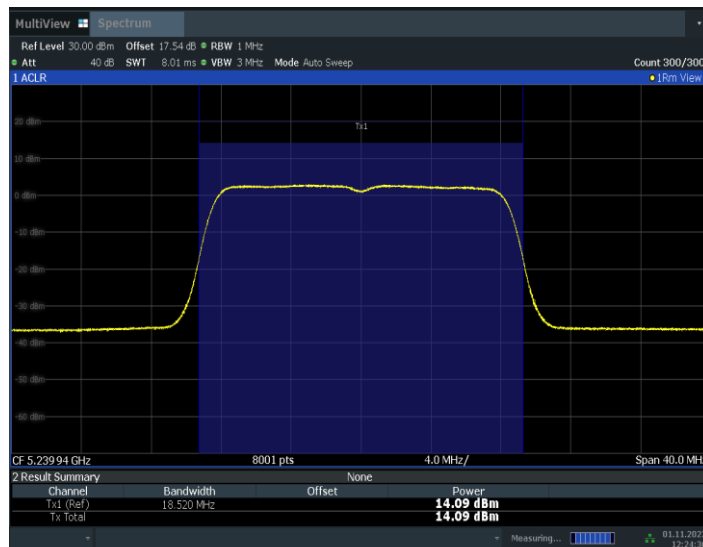 MultiView Spectrum
Ref Level 30.00 dBm Offset 17.54 dB RBW 1 MHz
Att 40 dB SWT 8.01 ms VBW 3 MHz Mode Auto Sweep Count 300/300
1 ACLR 1Rm View
20 dBm
Tx1
10 dBm
0 dBm
-10 dBm
-20 dBm
-30 dBm
-40 dBm
-50 dBm
-60 dBm
CF 5.23994 GHz 8001 pts 4.0 MHz/ Span 40.0 MH
2 Result Summary None
Channel Bandwidth Offset Power
Tx1 (Ref) 18.520 MHz 14.09 dBm
Tx Total 14.09 dBm
Measuring... 01.11.202
12:24:3